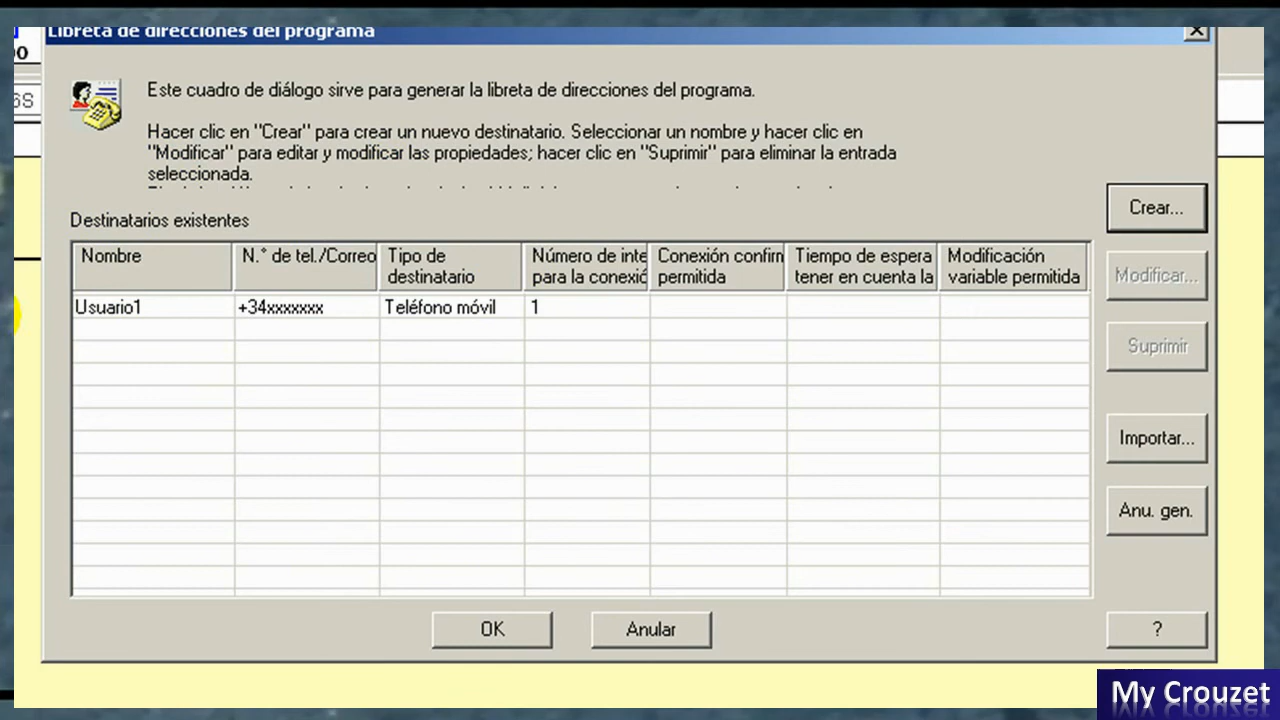 Libreta de direcciones del programa
Este cuadro de diálogo sirve para generar la libreta de direcciones del programa.
Hacer clic en "Crear" para crear un nuevo destinatario. Seleccionar un nombre y hacer clic en
"Modificar" para editar y modificar las propiedades; hacer clic en "Suprimir" para eliminar la entrada
seleccionada.
Crear...
Destinatarios existentes
Nombre
N.° de tel./Correo
Tipo de
destinatario
Número de inte
para la conexió
Conexión confirm
permitida
Tiempo de espera
tener en cuenta la
Modificación
variable permitida
Modificar...
Usuario1
+34xxxxxxx
Teléfono móvil
1
Suprimir
Importar...
Anu. gen.
OK
Anular
?
My Crouzet